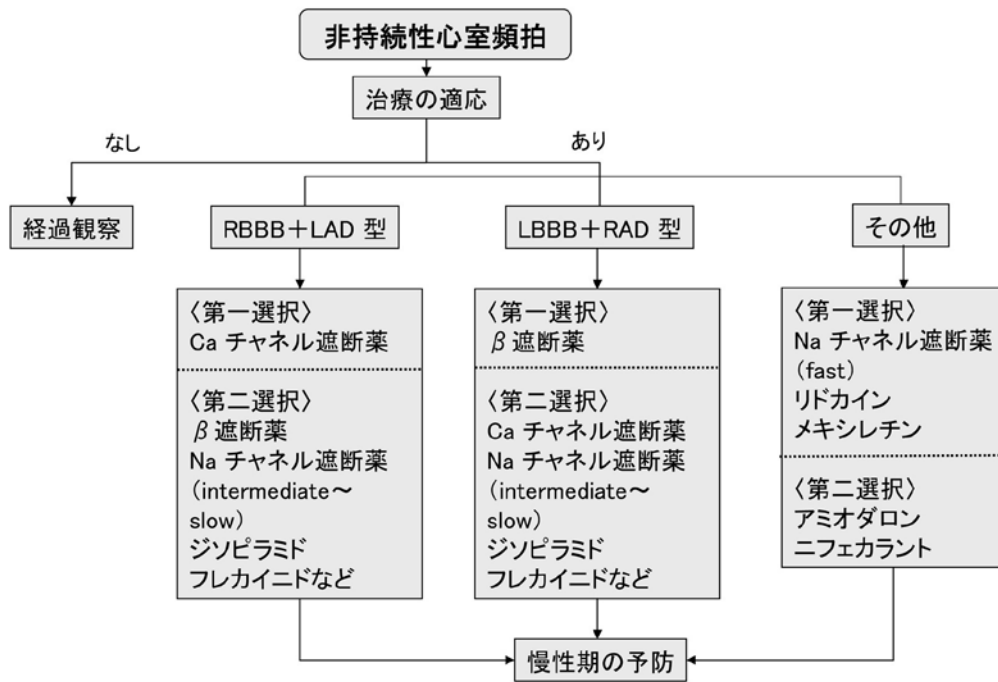 非持続性心室頻拍
治療の適応
なし
あり
経過観察
RBBB＋LAD 型
LBBB＋RAD 型
その他
〈第一選択〉
Ca チャネル遮断薬
〈第二選択〉
β遮断薬
Na チャネル遮断薬
(intermediate～
slow)
ジソピラミド
フレカイニドなど
〈第一選択〉
β遮断薬
〈第二選択〉
Ca チャネル遮断薬
Na チャネル遮断薬
(intermediate～
slow)
ジソピラミド
フレカイニドなど
〈第一選択〉
Na チャネル遮断薬
(fast)
リドカイン
メキシレチン
〈第二選択〉
アミオダロン
ニフェカラント
慢性期の予防